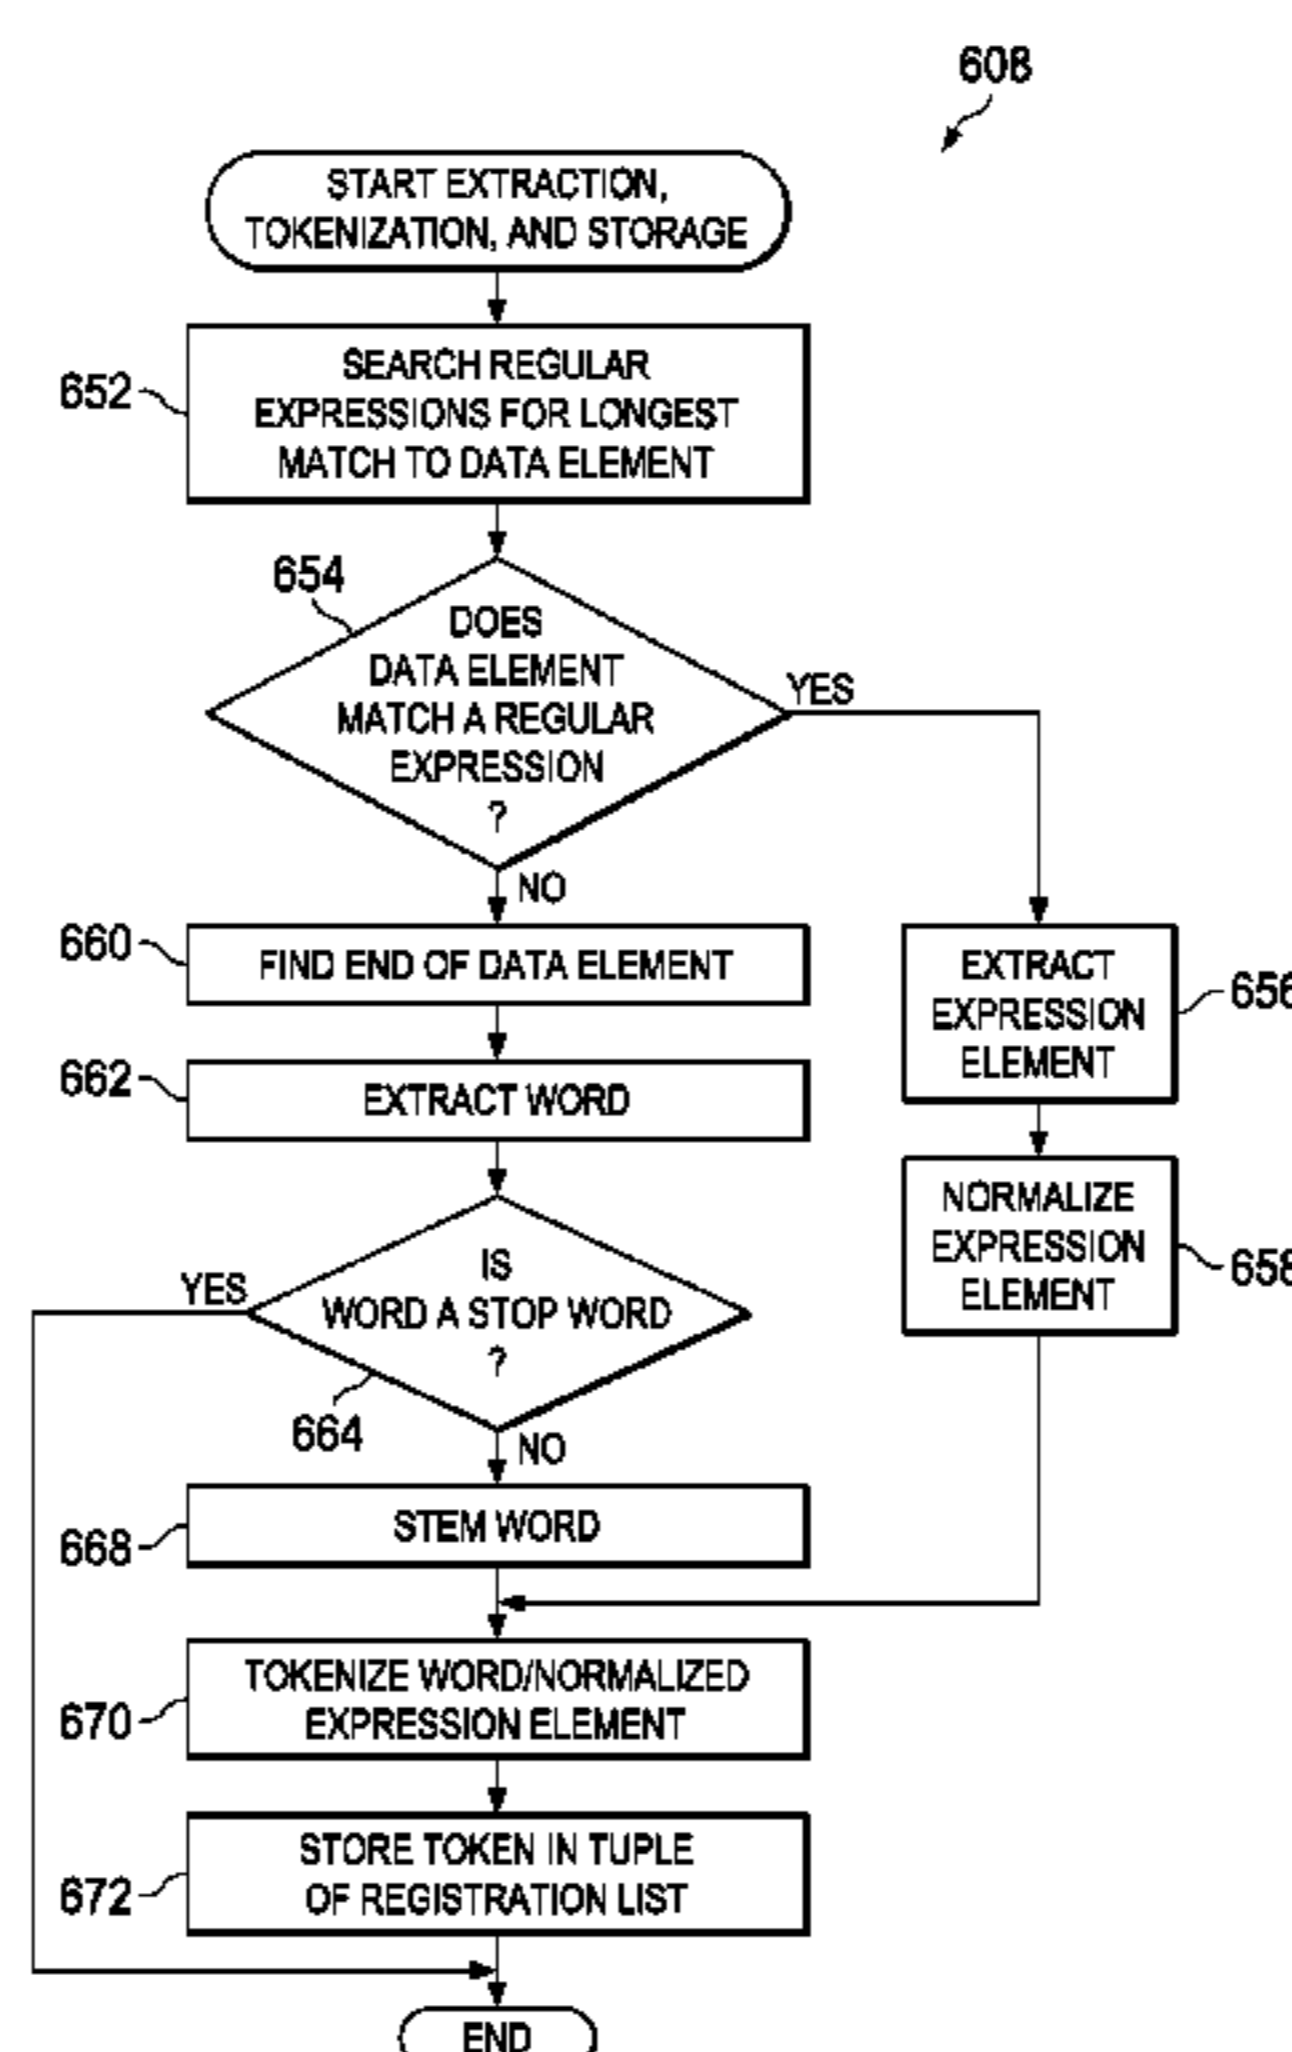 608
START EXTRACTION,
TOKENIZATION, AND STORAGE
652
SEARCH REGULAR
EXPRESSIONS FOR LONGEST
MATCH TO DATA ELEMENT
654
DOES
DATA ELEMENT
MATCH A REGULAR
EXPRESSION
?
YES
NO
660
FIND END OF DATA ELEMENT
EXTRACT
EXPRESSION
ELEMENT
656
662
EXTRACT WORD
NORMALIZE
EXPRESSION
ELEMENT
658
IS
WORD A STOP WORD
?
YES
664
NO
668
STEM WORD
670
TOKENIZE WORD/NORMALIZED
EXPRESSION ELEMENT
672
STORE TOKEN IN TUPLE
OF REGISTRATION LIST
END